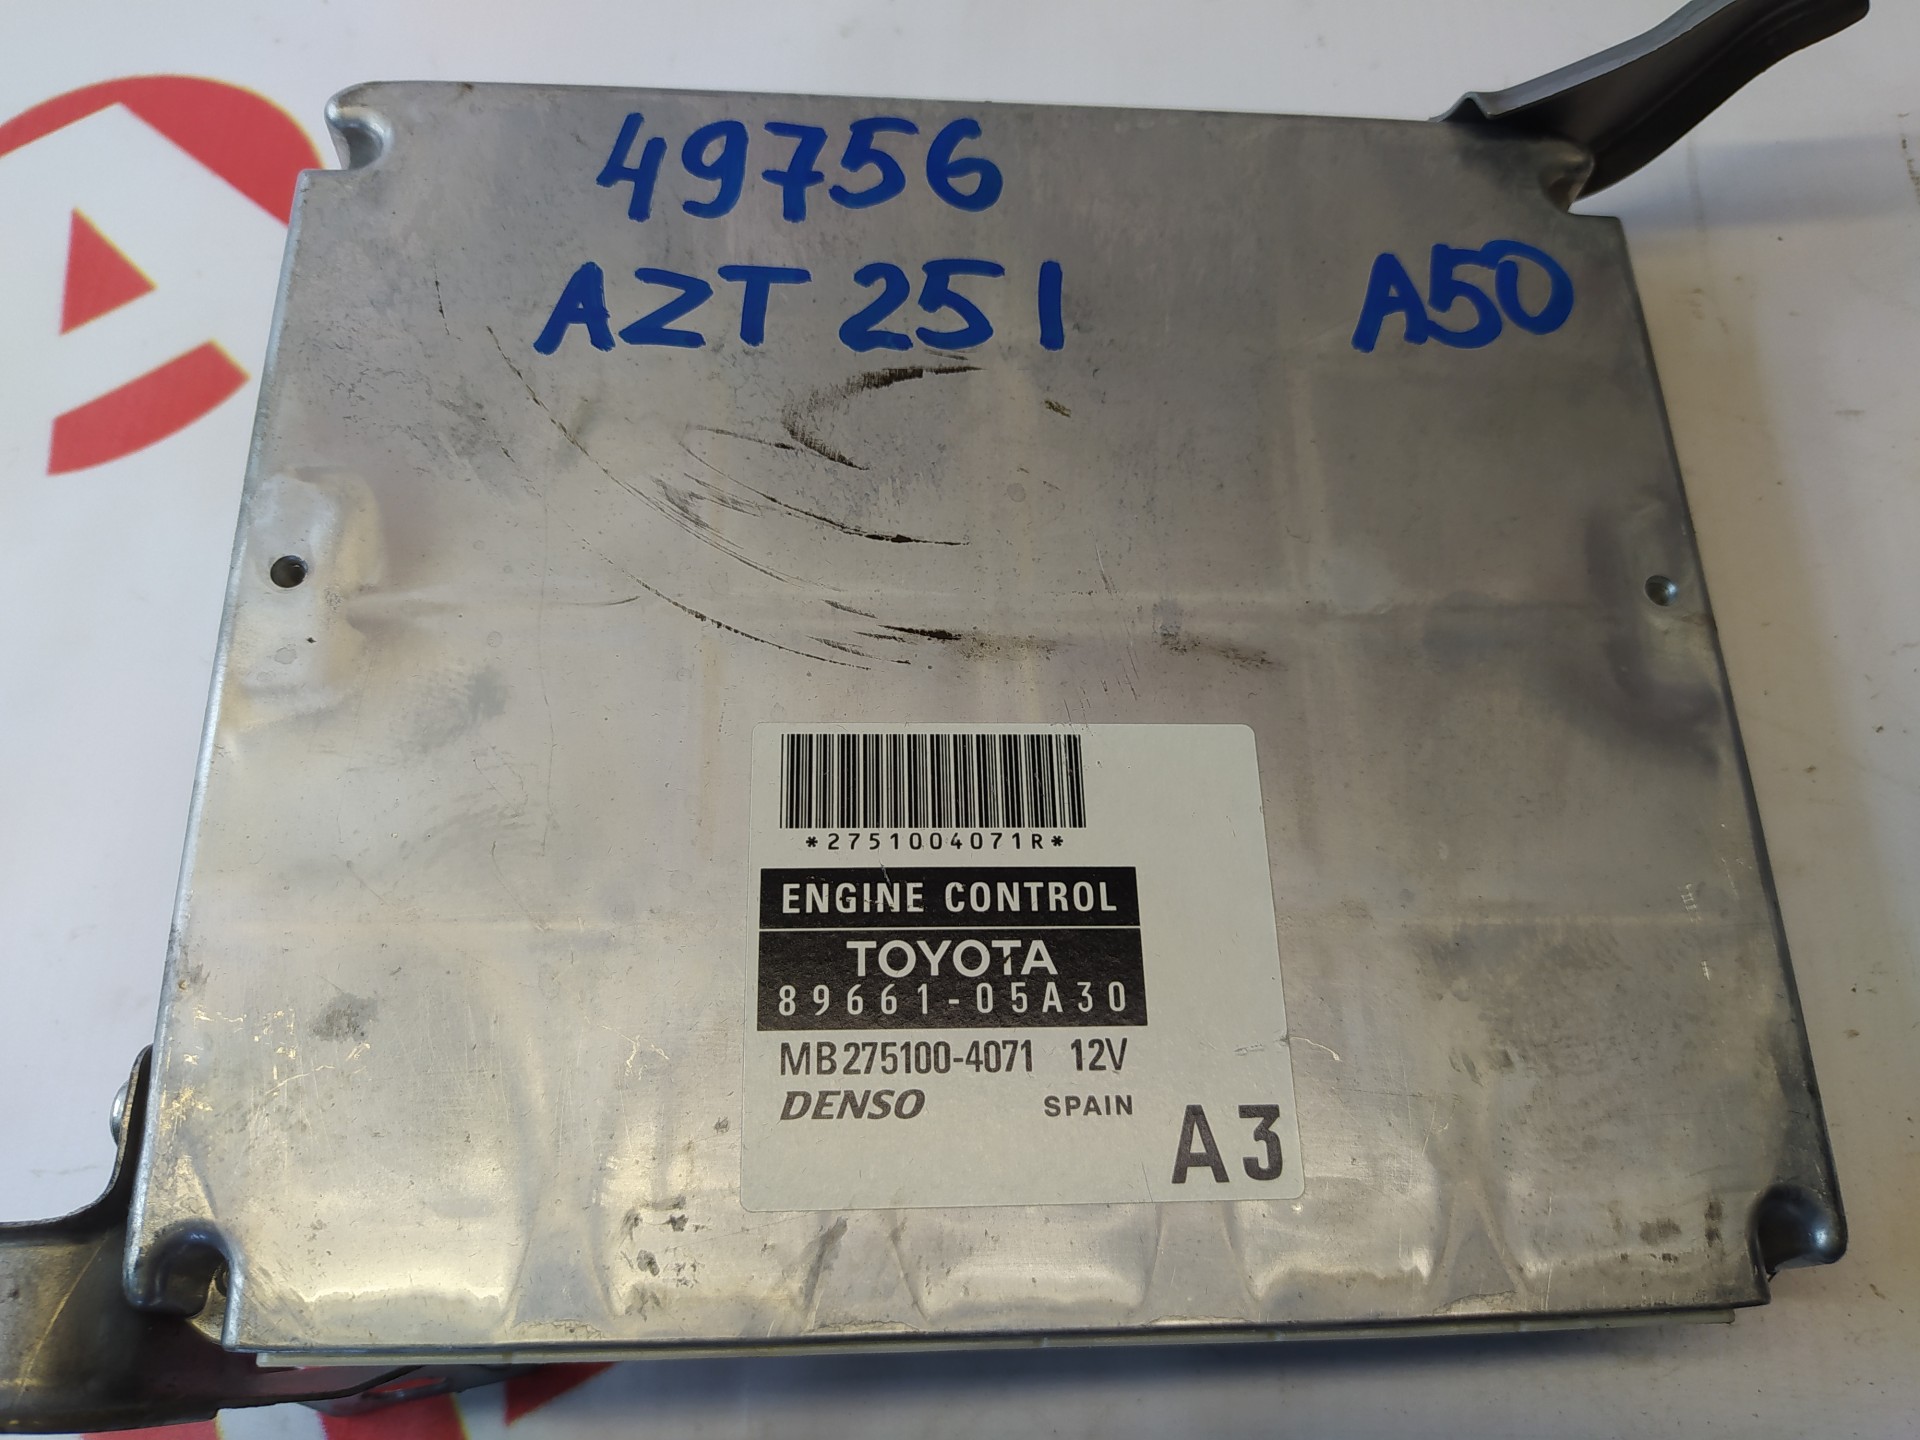 49756
AZT 251
A50
*2751004071R*
ENGINE CONTROL
TOYOTA
89661-05A30
MB275100-4071 12V
DENSO SPAIN
A3